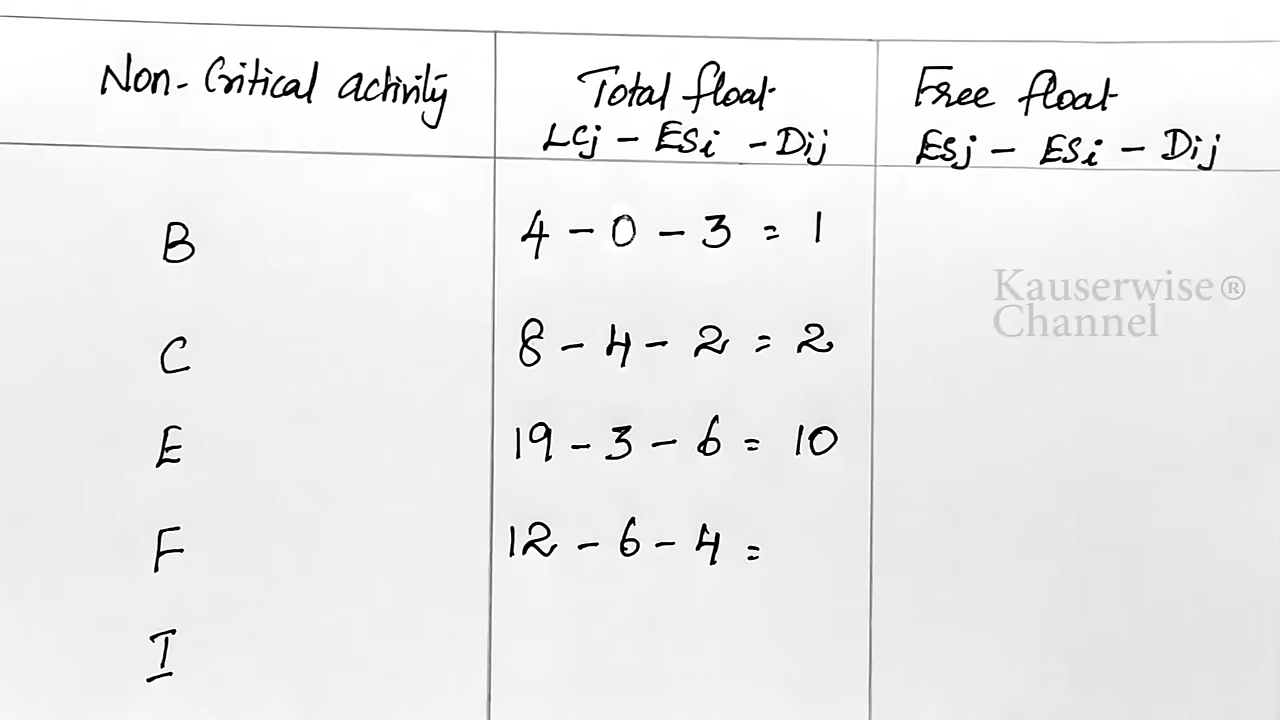 Non-Critical activity Total float Free float
LCj - ESi - Dij ESj - ESi - Dij
B 4 - 0 - 3 = 1
Kauserwise®
Channel
C 8 - 4 - 2 = 2
E 19 - 3 - 6 = 10
F 12 - 6 - 4 =
I